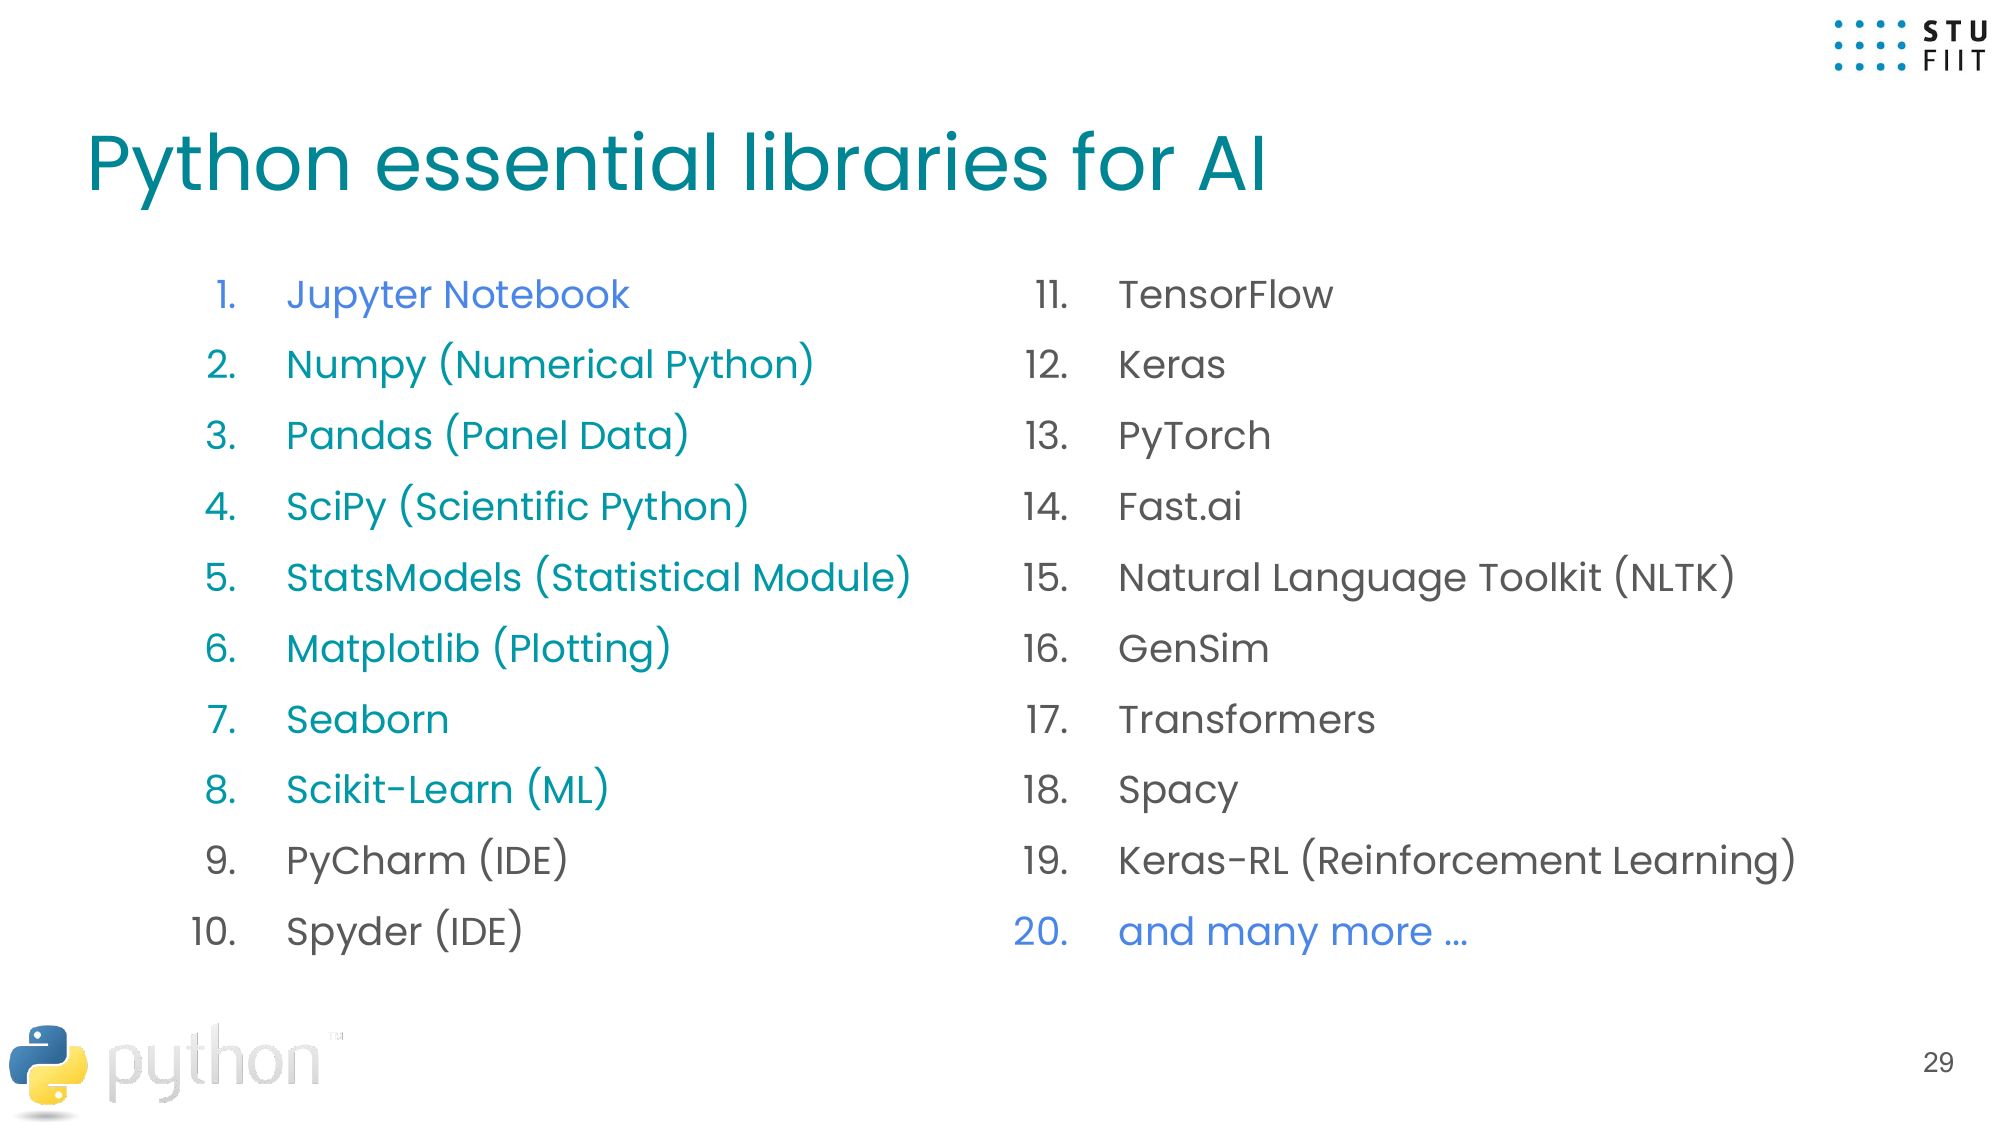 STU
FIIT
Python essential libraries for AI
1. Jupyter Notebook
2. Numpy (Numerical Python)
3. Pandas (Panel Data)
4. SciPy (Scientific Python)
5. StatsModels (Statistical Module)
6. Matplotlib (Plotting)
7. Seaborn
8. Scikit-Learn (ML)
9. PyCharm (IDE)
10. Spyder (IDE)
11. TensorFlow
12. Keras
13. PyTorch
14. Fast.ai
15. Natural Language Toolkit (NLTK)
16. GenSim
17. Transformers
18. Spacy
19. Keras-RL (Reinforcement Learning)
20. and many more ...
python™
29